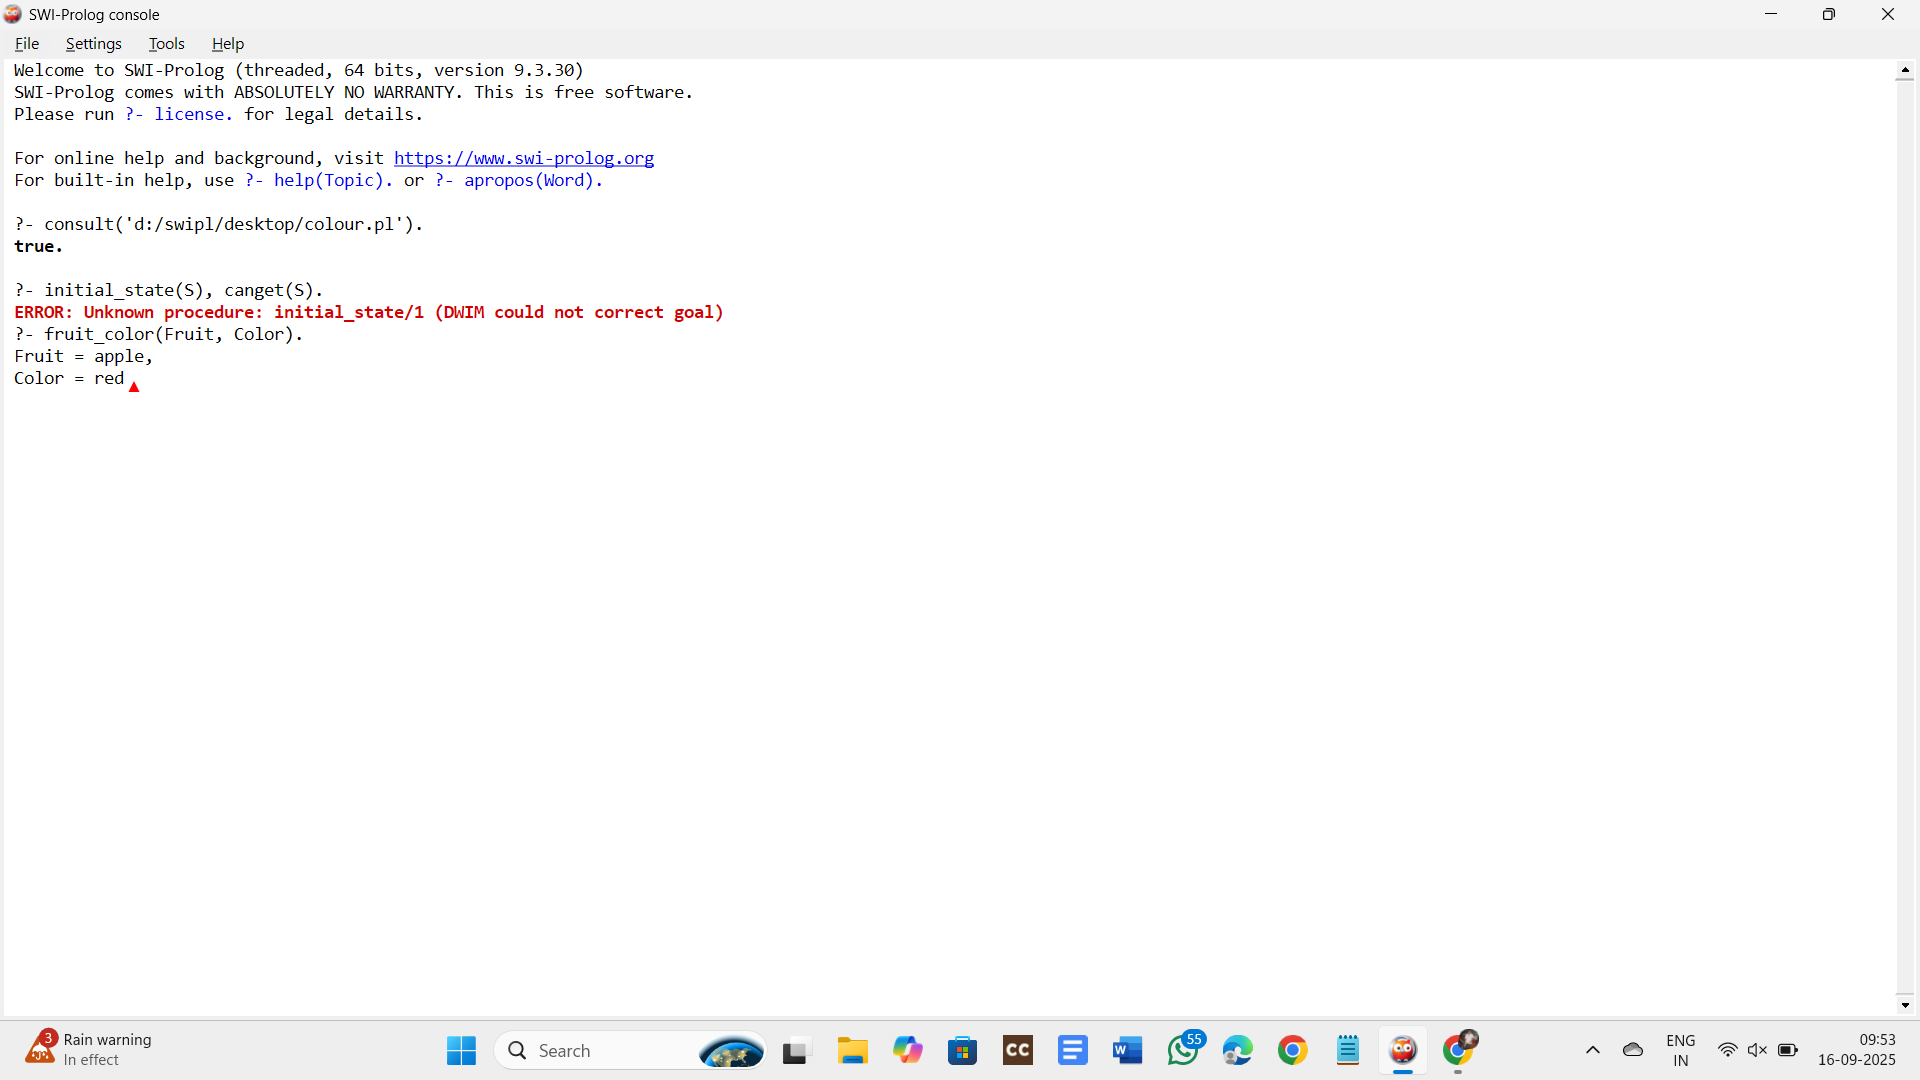 SWI-Prolog console
File Settings Tools Help
Welcome to SWI-Prolog (threaded, 64 bits, version 9.3.30)
SWI-Prolog comes with ABSOLUTELY NO WARRANTY. This is free software.
Please run ?- license. for legal details.
For online help and background, visit https://www.swi-prolog.org
For built-in help, use ?- help(Topic). or ?- apropos(Word).
?- consult('d:/swipl/desktop/colour.pl').
true.
?- initial_state(S), canget(S).
ERROR: Unknown procedure: initial_state/1 (DWIM could not correct goal)
?- fruit_color(Fruit, Color).
Fruit = apple,
Color = red
3
Rain warning
In effect
Search
CC
W
55
ENG
IN
09:53
16-09-2025